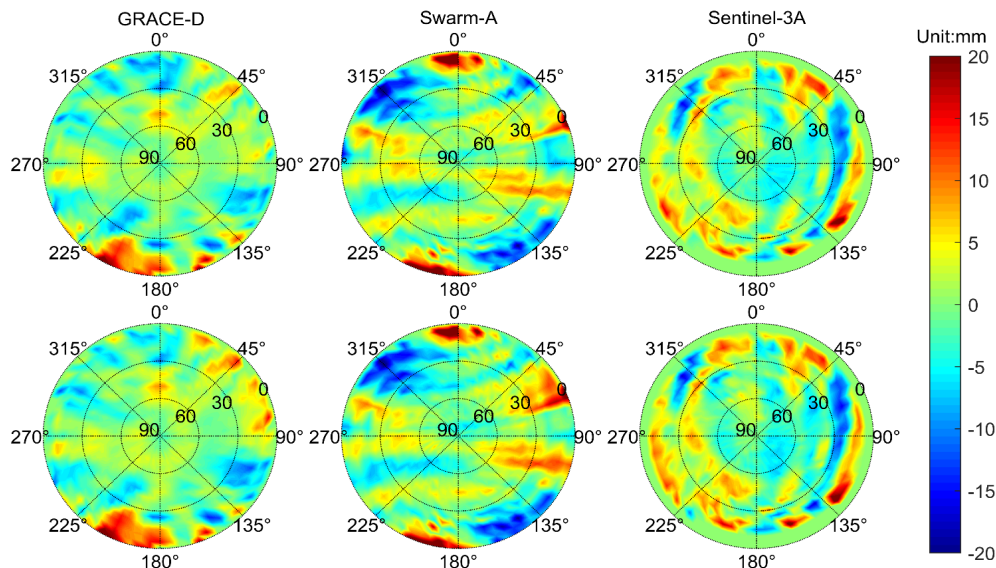 GRACE-D Swarm-A Sentinel-3A
0° 0° 0° Unit:mm
315° 45° 315° 45° 315° 45° 20
0 0 0 15
30 30 30
60 60 60 10
90 90 90
270° 90° 270° 90° 270° 90°
5
225° 135° 225° 135° 225° 135°
180° 180° 180° 0
0° 0° 0°
315° 45° 315° 45° 315° 45° -5
0 0 0
30 30 30 -10
60 60 60
90 90 90
270° 90° 270° 90° 270° 90°
-15
225° 135° 225° 135° 225° 135°
180° 180° 180° -20